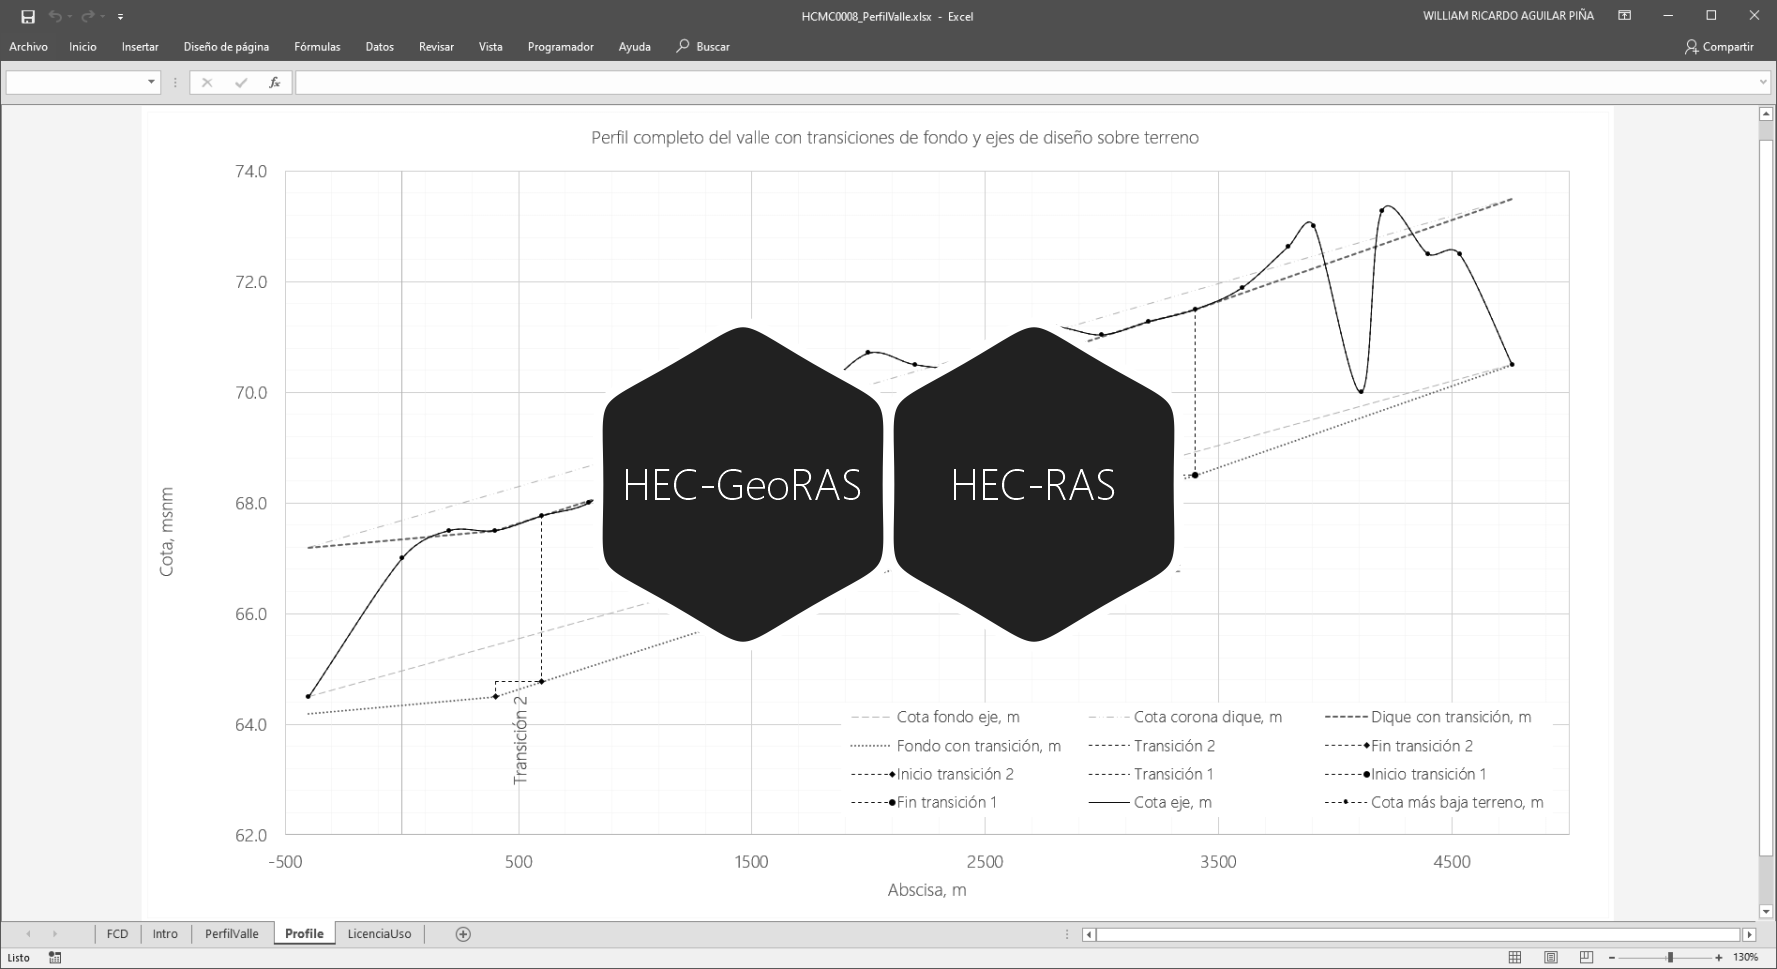 HCMC0008_PerfilValle.xlsx - Excel
WILLIAM RICARDO AGUILAR PIÑA
Archivo Inicio Insertar Diseño de página Fórmulas Datos Revisar Vista Programador Ayuda Buscar Compartir
fx
Perfil completo del valle con transiciones de fondo y ejes de diseño sobre terreno
74.0
72.0
70.0
68.0
66.0
64.0
62.0
Cota, msnm
HEC-GeoRAS
HEC-RAS
Transición 2
Cota fondo eje, m
Cota corona dique, m
Dique con transición, m
Fondo con transición, m
Transición 2
Fin transición 2
Inicio transición 2
Transición 1
Inicio transición 1
Fin transición 1
Cota eje, m
Cota más baja terreno, m
-500 500 1500 2500 3500 4500
Abscisa, m
FCD Intro PerfilValle Profile LicenciaUso
Listo
130%